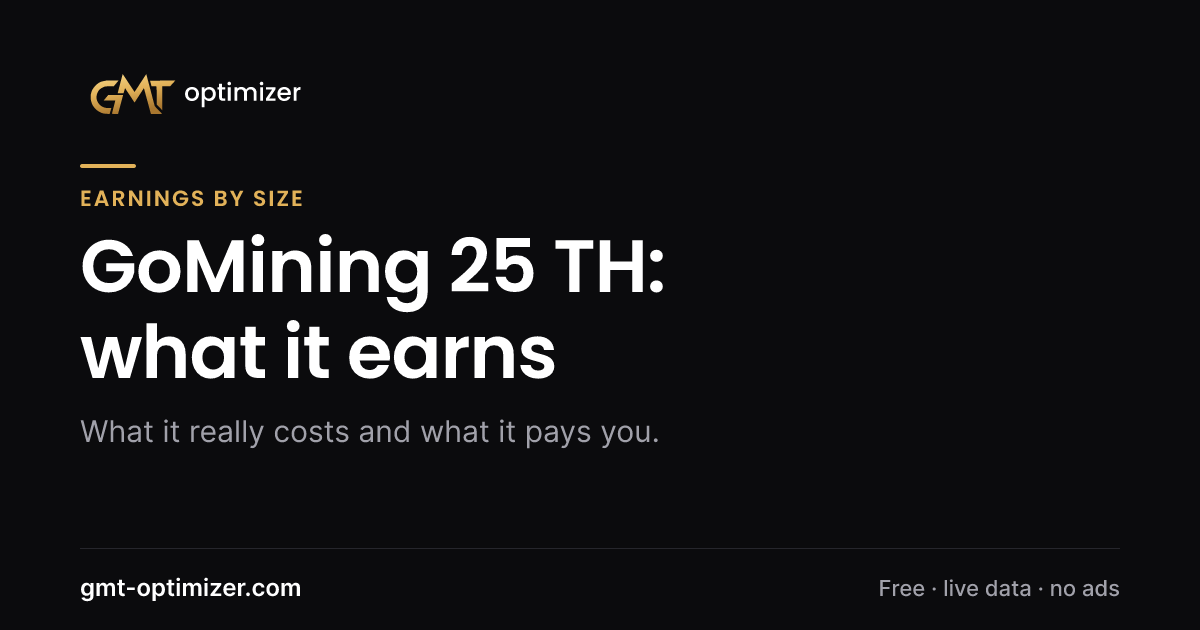 GMT optimizer
EARNINGS BY SIZE
GoMining 25 TH:
what it earns
What it really costs and what it pays you.
gmt-optimizer.com
Free · live data · no ads